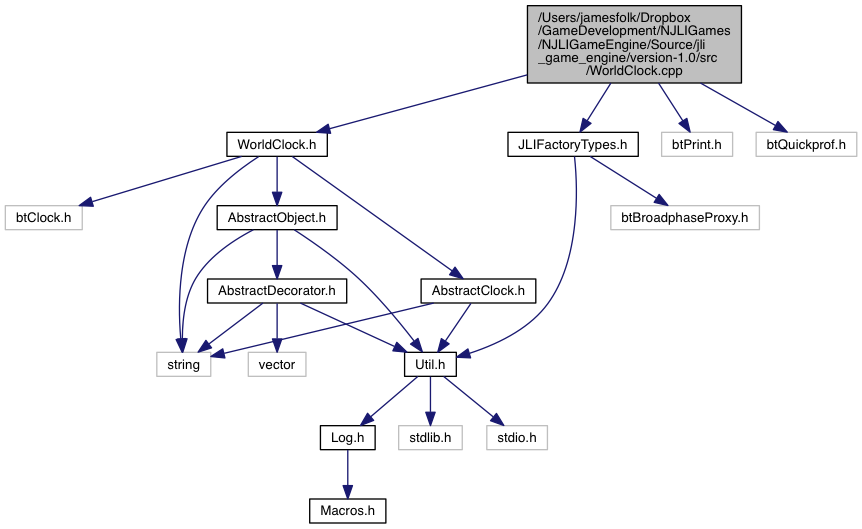 /Users/jamesfolk/Dropbox
/GameDevelopment/NJLIGames
/NJLIGameEngine/Source/jli
_game_engine/version-1.0/src
/WorldClock.cpp
WorldClock.h
JLIFactoryTypes.h
btPrint.h
btQuickprof.h
btClock.h
AbstractObject.h
btBroadphaseProxy.h
AbstractDecorator.h
AbstractClock.h
string
vector
Util.h
Log.h
stdlib.h
stdio.h
Macros.h